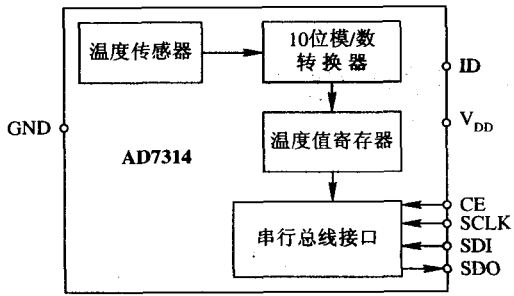 温度传感器
10位模/数
转换器
ID
GND
V_DD
温度值寄存器
AD7314
串行总线接口
CE
SCLK
SDI
SDO